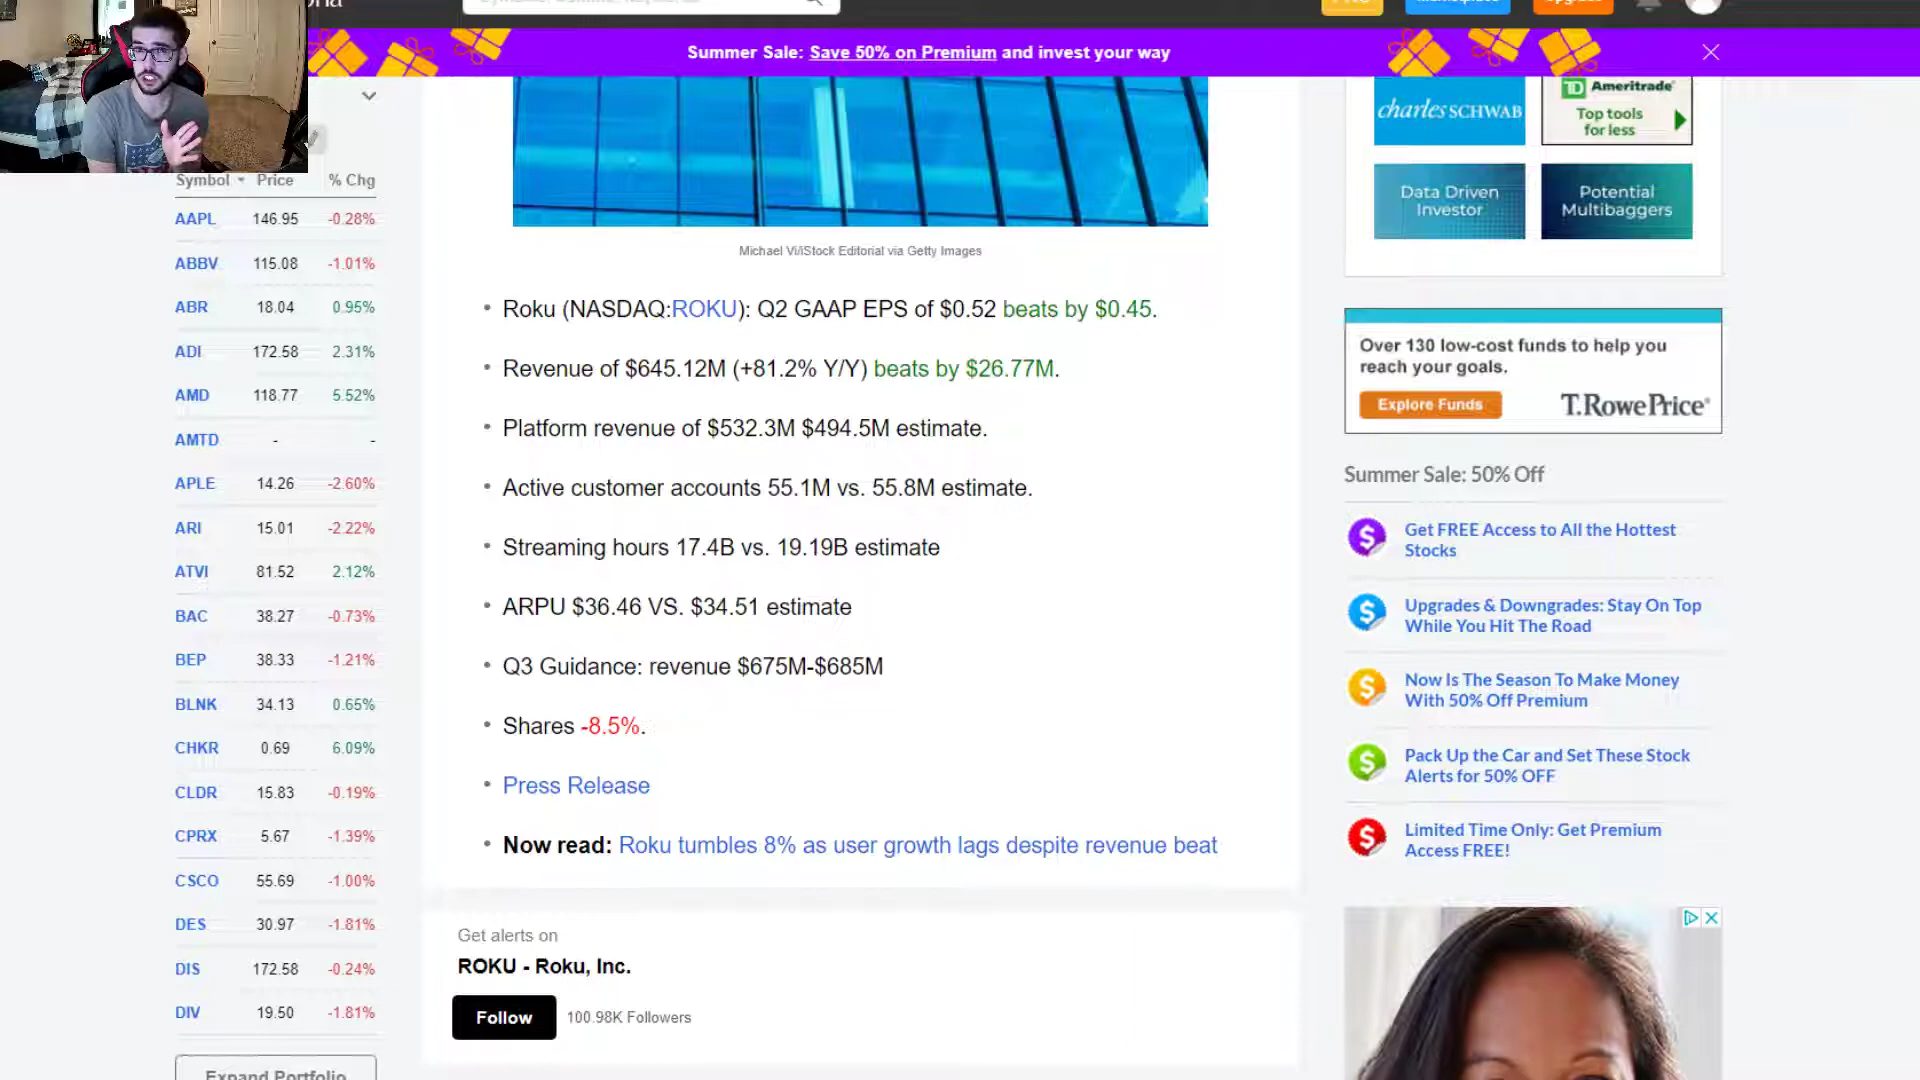 Summer Sale: Save 50% on Premium and invest your way
Symbol Price % Chg
AAPL 146.95 -0.28%
ABBV 115.08 -1.01%
ABR 18.04 0.95%
ADI 172.58 2.31%
AMD 118.77 5.52%
AMTD - -
APLE 14.26 -2.60%
ARI 15.01 -2.22%
ATVI 81.52 2.12%
BAC 38.27 -0.73%
BEP 38.33 -1.21%
BLNK 34.13 0.65%
CHKR 0.69 6.09%
CLDR 15.83 -0.19%
CPRX 5.67 -1.39%
CSCO 55.69 -1.00%
DES 30.97 -1.81%
DIS 172.58 -0.24%
DIV 19.50 -1.81%
Expand Portfolio
Michael Vi/iStock Editorial via Getty Images
• Roku (NASDAQ:ROKU): Q2 GAAP EPS of $0.52 beats by $0.45.
• Revenue of $645.12M (+81.2% Y/Y) beats by $26.77M.
• Platform revenue of $532.3M $494.5M estimate.
• Active customer accounts 55.1M vs. 55.8M estimate.
• Streaming hours 17.4B vs. 19.19B estimate
• ARPU $36.46 VS. $34.51 estimate
• Q3 Guidance: revenue $675M-$685M
• Shares -8.5%.
• Press Release
• Now read: Roku tumbles 8% as user growth lags despite revenue beat
Get alerts on
ROKU - Roku, Inc.
Follow 100.98K Followers
charles SCHWAB
TD Ameritrade
Top tools
for less
Data Driven
Investor
Potential
Multibaggers
Over 130 low-cost funds to help you
reach your goals.
Explore Funds
T.RowePrice
Summer Sale: 50% Off
Get FREE Access to All the Hottest
Stocks
Upgrades & Downgrades: Stay On Top
While You Hit The Road
Now Is The Season To Make Money
With 50% Off Premium
Pack Up the Car and Set These Stock
Alerts for 50% OFF
Limited Time Only: Get Premium
Access FREE!